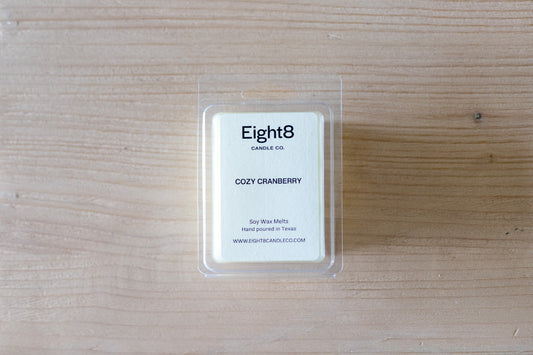 Eight8
CANDLE CO.
COZY CRANBERRY
Soy Wax Melts
Hand poured in Texas
WWW.EIGHT8CANDLECO.COM